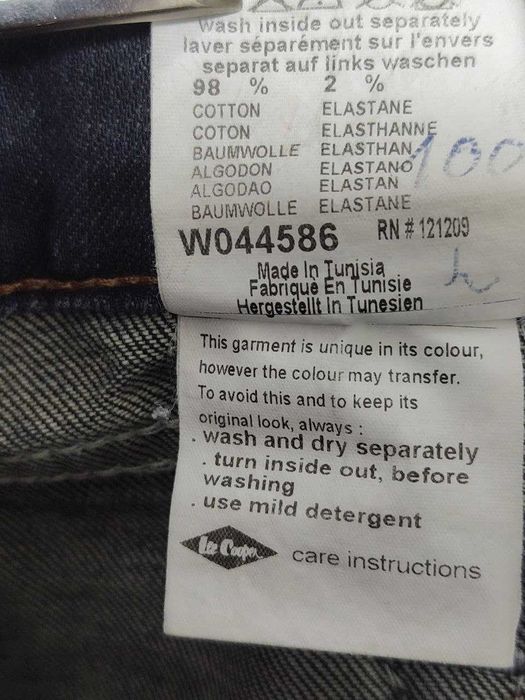 wash inside out separately
laver séparément sur l'envers
separat auf links waschen
98 % 2 %
COTTON ELASTANE
COTON ELASTHANNE
BAUMWOLLE ELASTHAN
ALGODON ELASTANO
ALGODAO ELASTAN
BAUMWOLLE ELASTANE
100
W044586 RN # 121209
Made In Tunisia
Fabriqué En Tunisie
Hergestellt In Tunesien
This garment is unique in its colour,
however the colour may transfer.
To avoid this and to keep its
original look, always :
. wash and dry separately
. turn inside out, before
washing
. use mild detergent
Lee Cooper care instructions